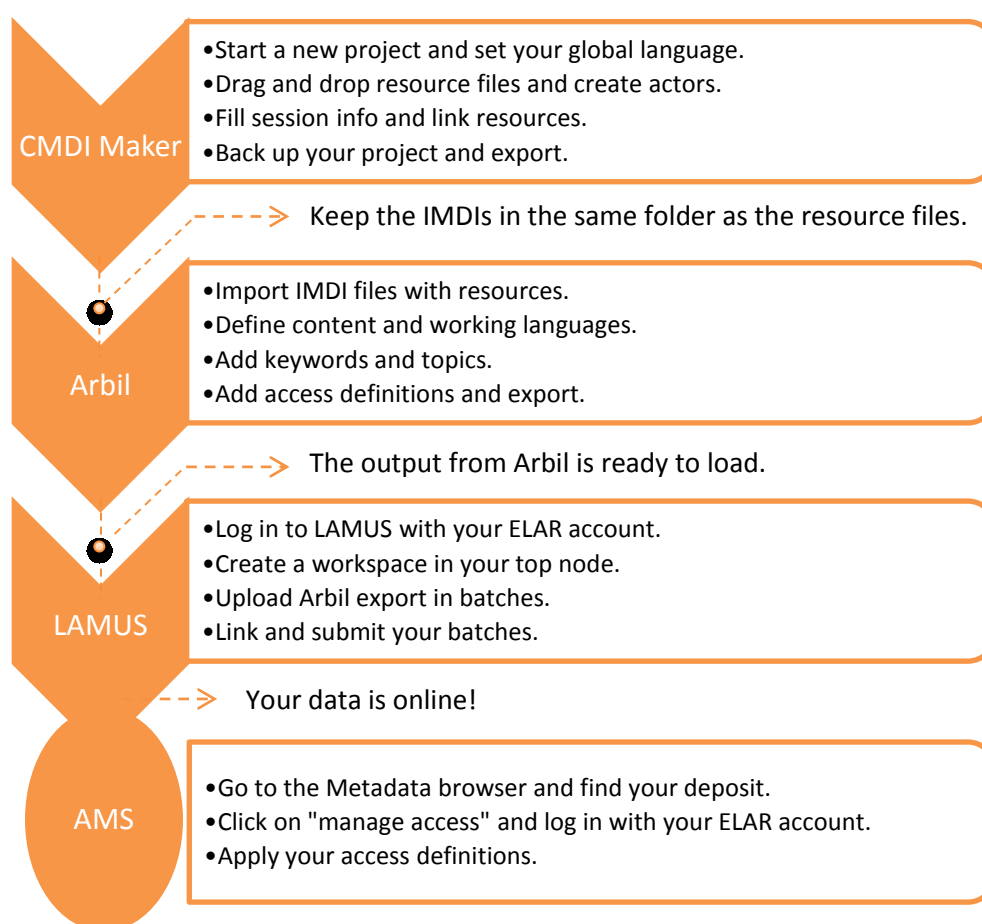 CMDI Maker
•Start a new project and set your global language.
•Drag and drop resource files and create actors.
•Fill session info and link resources.
•Back up your project and export.
Keep the IMDIs in the same folder as the resource files.
Arbil
•Import IMDI files with resources.
•Define content and working languages.
•Add keywords and topics.
•Add access definitions and export.
The output from Arbil is ready to load.
LAMUS
•Log in to LAMUS with your ELAR account.
•Create a workspace in your top node.
•Upload Arbil export in batches.
•Link and submit your batches.
Your data is online!
AMS
•Go to the Metadata browser and find your deposit.
•Click on "manage access" and log in with your ELAR account.
•Apply your access definitions.